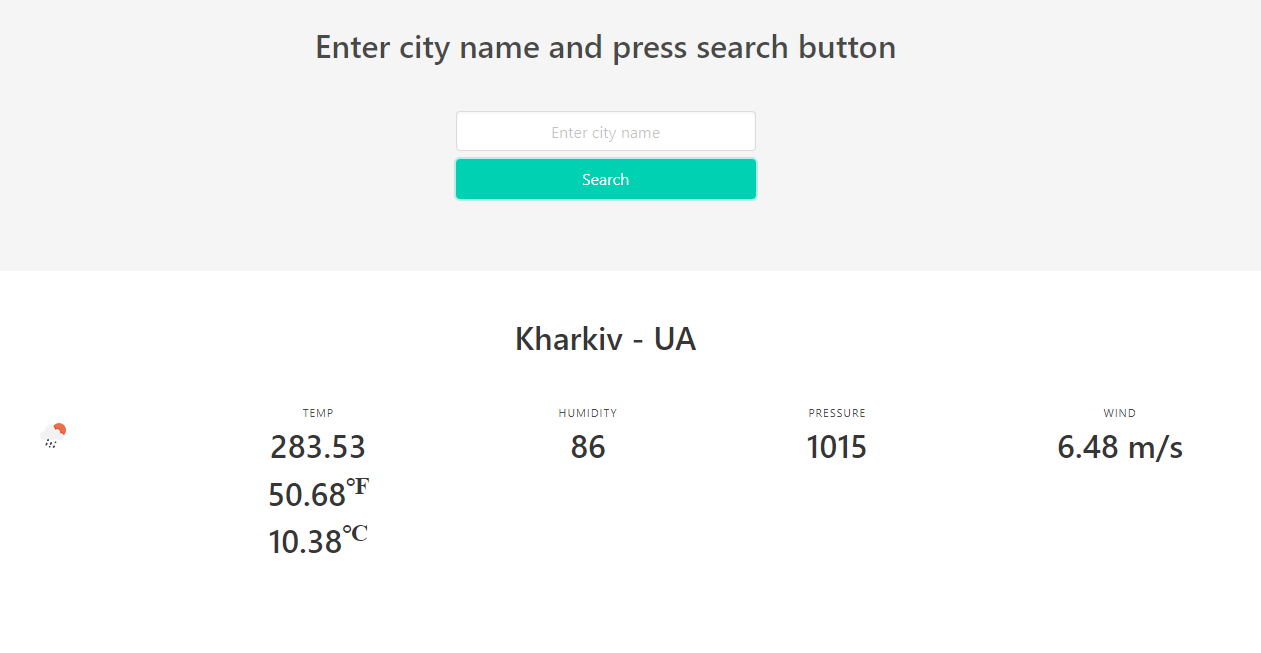 Enter city name and press search button
Enter city name
Search
Kharkiv - UA
TEMP
283.53
50.68°F
10.38°C
HUMIDITY
86
PRESSURE
1015
WIND
6.48 m/s